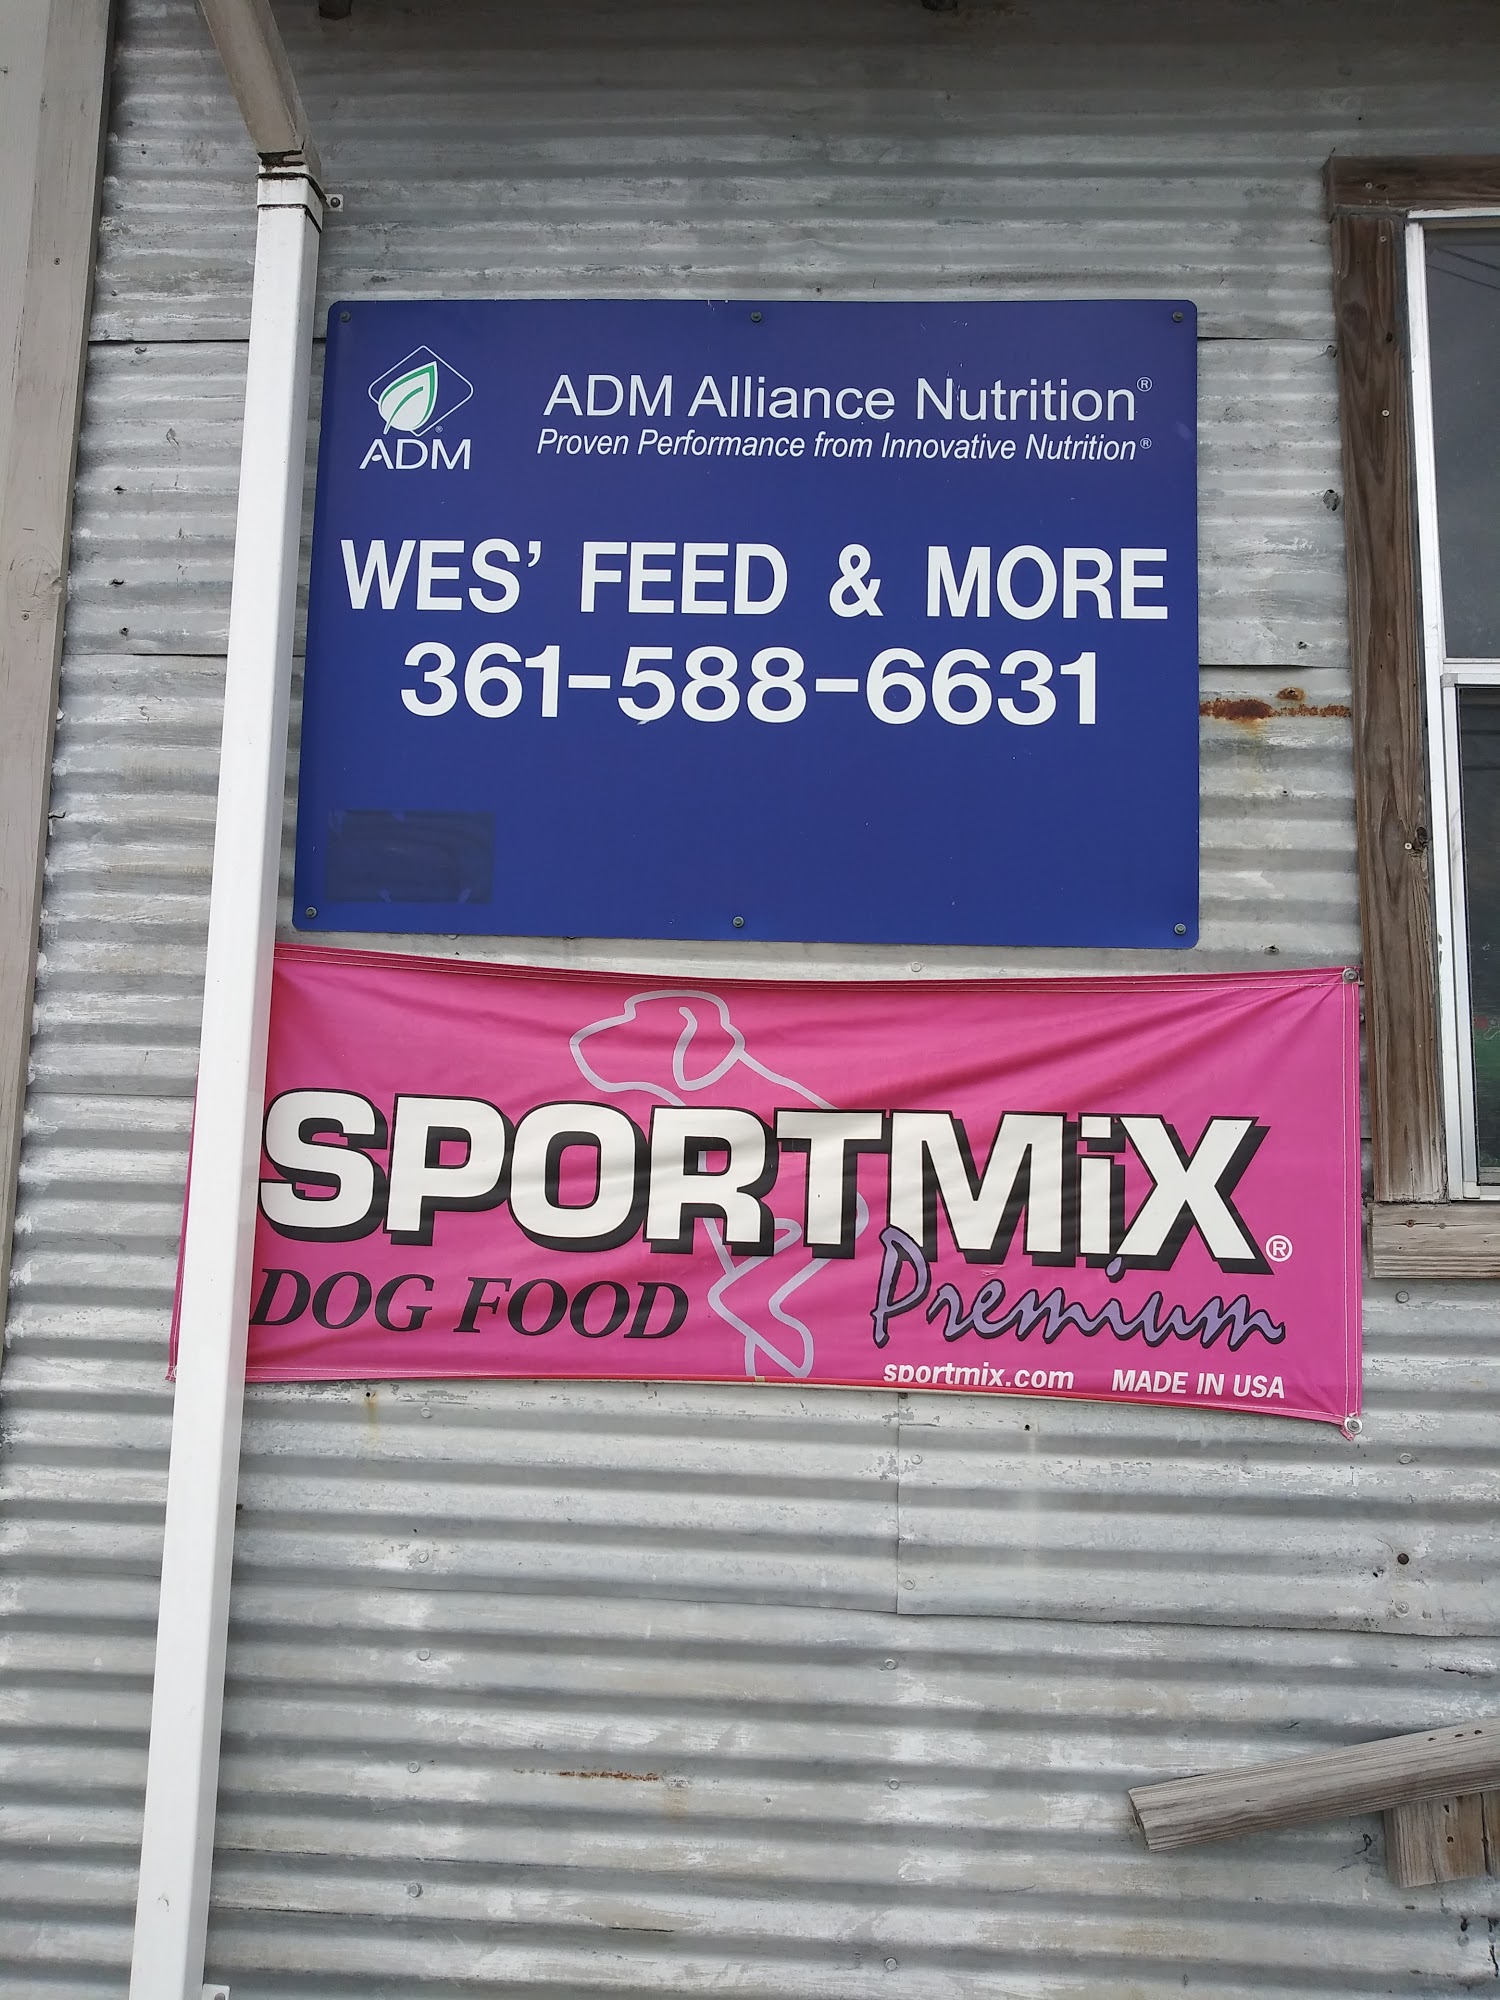 ADM
ADM Alliance Nutrition®
Proven Performance from Innovative Nutrition®
WES' FEED & MORE
361-588-6631
SPORTMiX®
DOG FOOD
Premium
sportmix.com MADE IN USA